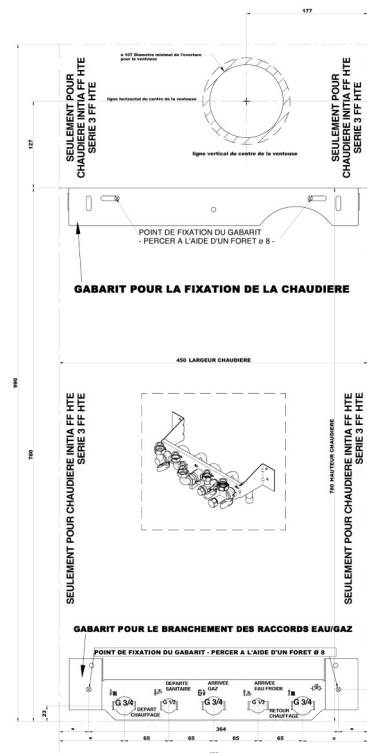 177
ø 107 Diamètre minimal de l'overture
pour la ventouse
SEULEMENT POUR
CHAUDIERE INITIA FF HTE
SERIE 3 FF HTE
ligne horizontal du centre de la ventouse
ligne vertical du centre de la ventouse
SEULEMENT POUR
CHAUDIERE INITIA FF HTE
SERIE 3 FF HTE
127
POINT DE FIXATION DU GABARIT
- PERCER A L'AIDE D'UN FORET ø 8 -
GABARIT POUR LA FIXATION DE LA CHAUDIERE
450 LARGEUR CHAUDIERE
990
780
SEULEMENT POUR CHAUDIERE INITIA FF HTE
SERIE 3 FF HTE
780 HAUTEUR CHAUDIERE
SEULEMENT POUR CHAUDIERE INITIA FF HTE
SERIE 3 FF HTE
GABARIT POUR LE BRANCHEMENT DES RACCORDS EAU/GAZ
POINT DE FIXATION DU GABARIT - PERCER A L'AIDE D'UN FORET Ø 8
DEPARTE
SANITAIRE
ARRIVEE
GAZ
ARRIVEE
EAU FROIDE
G 3/4
G 1/2
G 3/4
G 1/2
G 3/4
DEPART
CHAUFFAGE
RETOUR
CHAUFFAGE
23
= 364 =
= 65 65 65 65 =